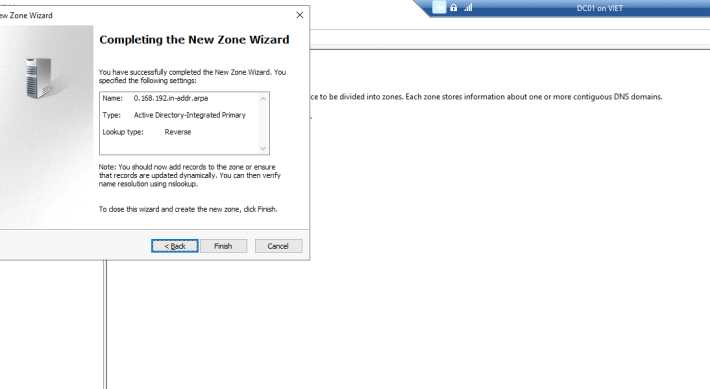 ew Zone Wizard
DC01 on VIET
Completing the New Zone Wizard
You have successfully completed the New Zone Wizard. You
specified the following settings:
Name: 0.168.192.in-addr.arpa
Type: Active Directory-Integrated Primary
Lookup type: Reverse
ce to be divided into zones. Each zone stores information about one or more contiguous DNS domains.
Note: You should now add records to the zone or ensure
that records are updated dynamically. You can then verify
name resolution using nslookup.
To close this wizard and create the new zone, click Finish.
< Back Finish Cancel